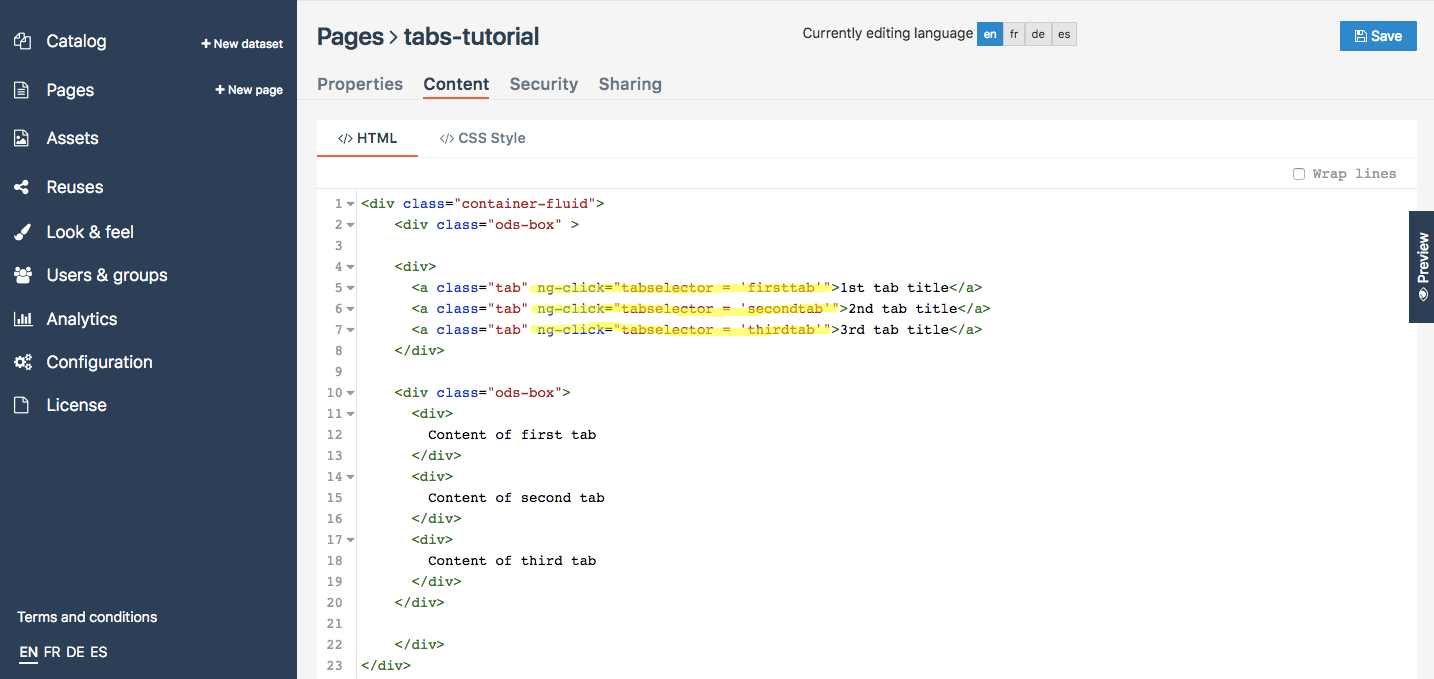 Catalog
+ New dataset
Pages
+ New page
Assets
Reuses
Look & feel
Users & groups
Analytics
Configuration
License
Terms and conditions
EN FR DE ES
Pages > tabs-tutorial
Currently editing language en fr de es
Save
Properties Content Security Sharing
</> HTML </> CSS Style
Wrap lines
1 <div class="container-fluid">
2 <div class="ods-box" >
3
4 <div>
5 <a class="tab" ng-click="tabselector = 'firsttab'">1st tab title</a>
6 <a class="tab" ng-click="tabselector = 'secondtab'">2nd tab title</a>
7 <a class="tab" ng-click="tabselector = 'thirdtab'">3rd tab title</a>
8 </div>
9
10 <div class="ods-box">
11 <div>
12 Content of first tab
13 </div>
14 <div>
15 Content of second tab
16 </div>
17 <div>
18 Content of third tab
19 </div>
20 </div>
21
22 </div>
23 </div>
Preview